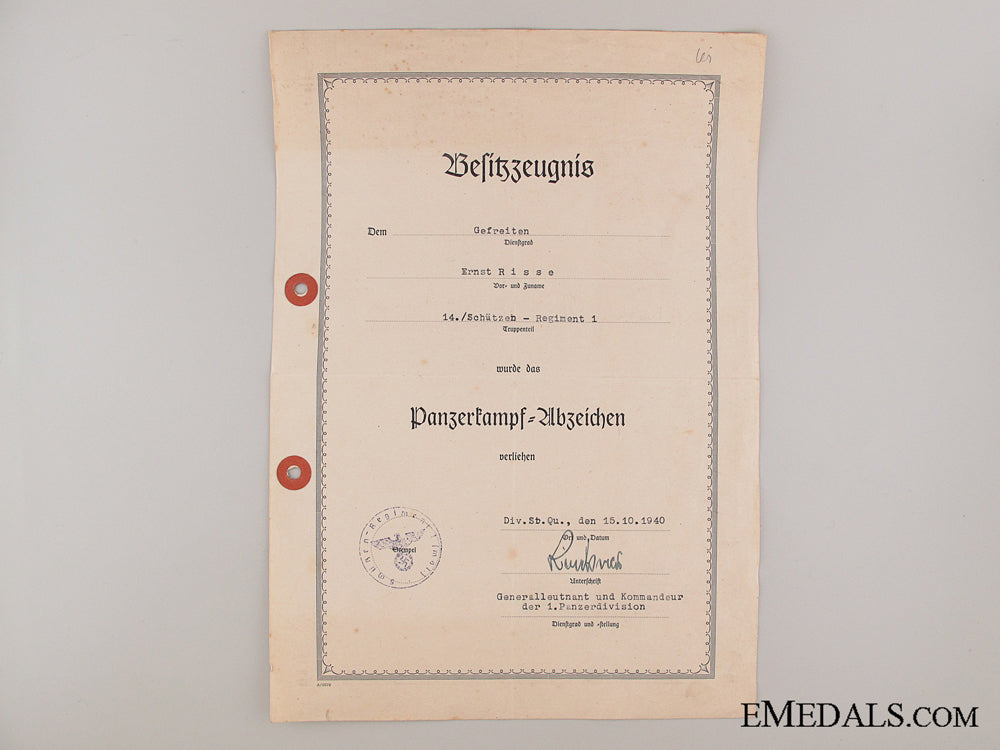 Besitzzeugnis
Dem Gefreiten
Dienstgrad
Ernst R i s s e
Vor- und Zuname
14./Schützen - Regiment 1
Truppenteil
wurde das
Panzerkampf=Abzeichen
verliehen
Div.St.Qu., den 15.10.1940
Ort und Datum
Stempel
Unterschrift
Generalleutnant und Kommandeur
der 1.Panzerdivision
Dienstgrad und =stellung
EMEDALS.COM